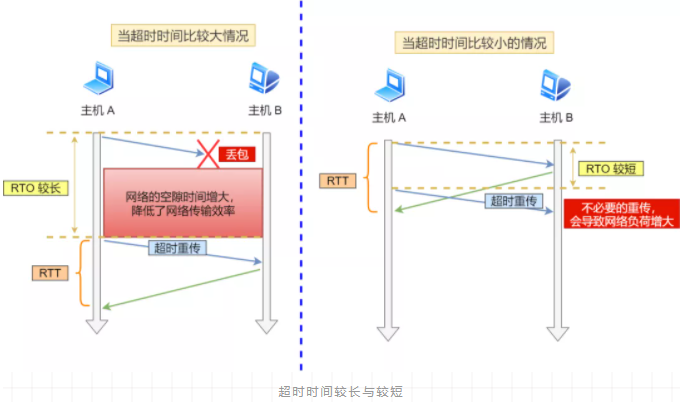 当超时时间比较大情况
主机 A
主机 B
丢包
RTO 较长
网络的空隙时间增大，
降低了网络传输效率
超时重传
RTT
当超时时间比较小的情况
主机 A
主机 B
RTT
RTO 较短
超时重传
不必要的重传，
会导致网络负荷增大
超时时间较长与较短